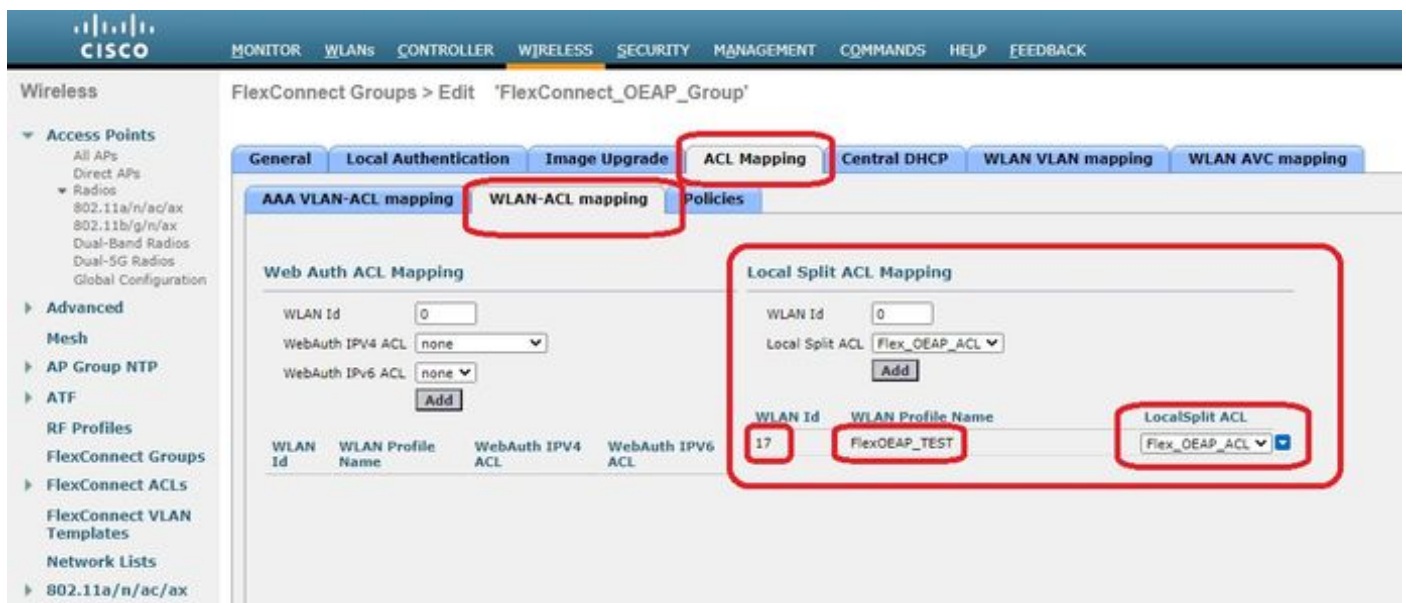 CISCO
MONITOR WLANs CONTROLLER WIRELESS SECURITY MANAGEMENT COMMANDS HELP FEEDBACK
Wireless
Access Points
All APs
Direct APs
Radios
802.11a/n/ac/ax
802.11b/g/n/ax
Dual-Band Radios
Dual-5G Radios
Global Configuration
Advanced
Mesh
AP Group NTP
ATF
RF Profiles
FlexConnect Groups
FlexConnect ACLs
FlexConnect VLAN
Templates
Network Lists
802.11a/n/ac/ax
FlexConnect Groups > Edit 'FlexConnect_OEAP_Group'
General Local Authentication Image Upgrade ACL Mapping Central DHCP WLAN VLAN mapping WLAN AVC mapping
AAA VLAN-ACL mapping WLAN-ACL mapping Policies
Web Auth ACL Mapping
WLAN Id 0
WebAuth IPV4 ACL none
WebAuth IPv6 ACL none
Add
WLAN Id WLAN Profile Name WebAuth IPV4 ACL WebAuth IPV6 ACL
Local Split ACL Mapping
WLAN Id 0
Local Split ACL Flex_OEAP_ACL
Add
WLAN Id WLAN Profile Name LocalSplit ACL
17 FlexOEAP_TEST Flex_OEAP_ACL